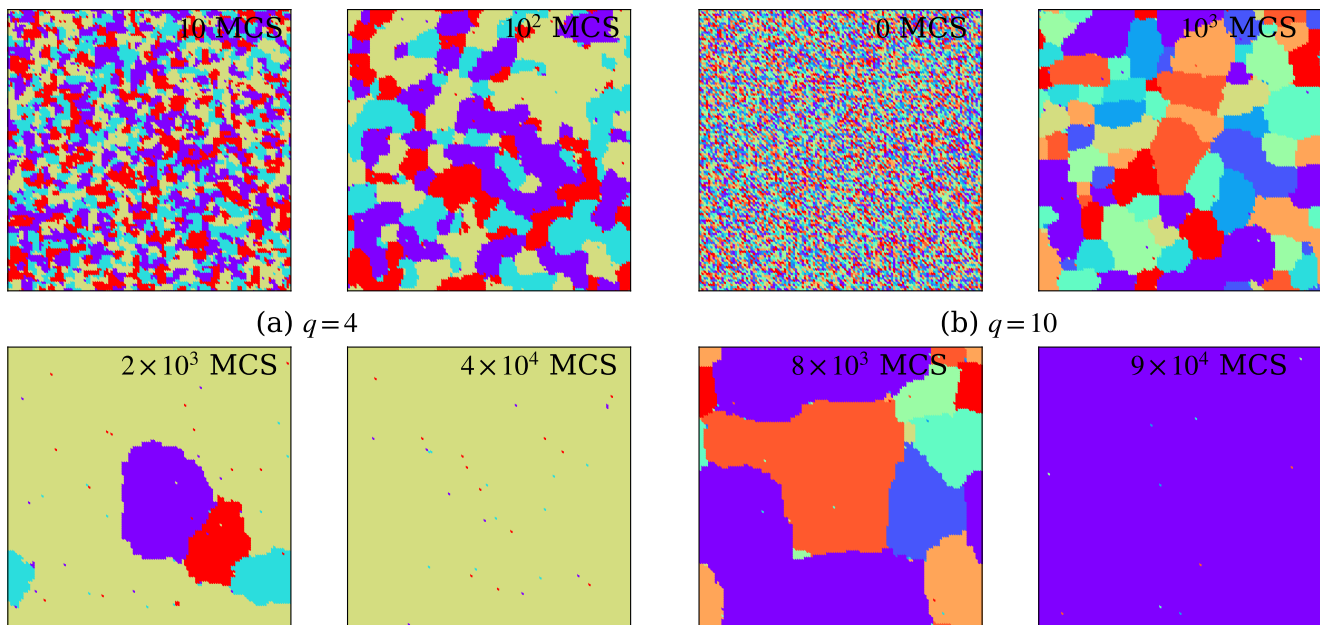 10 MCS
10² MCS
0 MCS
10³ MCS
(a) q=4
(b) q=10
2×10³ MCS
4×10⁴ MCS
8×10³ MCS
9×10⁴ MCS